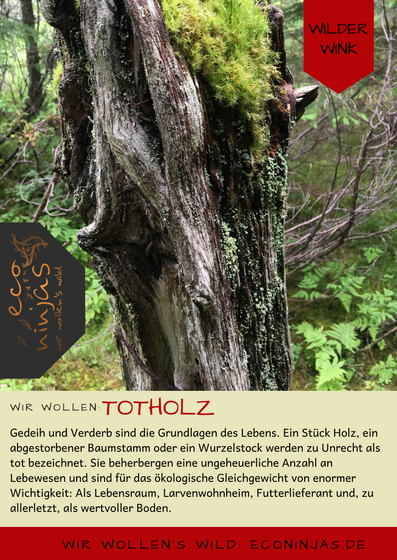 WILDER
WINK
eco
ninjas
wir wollen's wild
WIR WOLLEN: TOTHOLZ
Gedeih und Verderb sind die Grundlagen des Lebens. Ein Stück Holz, ein
abgestorbener Baumstamm oder ein Wurzelstock werden zu Unrecht als
tot bezeichnet. Sie beherbergen eine ungeheuerliche Anzahl an
Lebewesen und sind für das ökologische Gleichgewicht von enormer
Wichtigkeit: Als Lebensraum, Larvenwohnheim, Futterlieferant und, zu
allerletzt, als wertvoller Boden.
WIR WOLLEN'S WILD: ECONINJAS.DE